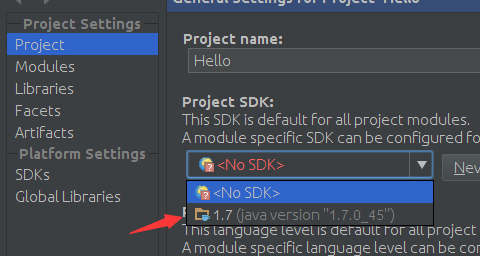 General Settings for Project 'Hello'
Project Settings
Project
Modules
Libraries
Facets
Artifacts
Platform Settings
SDKs
Global Libraries
Project name:
Hello
Project SDK:
This SDK is default for all project modules.
A module specific SDK can be configured fo
<No SDK>
New
<No SDK>
1.7 (java version "1.7.0_45")
This language level is default for all project
A module specific language level can be con